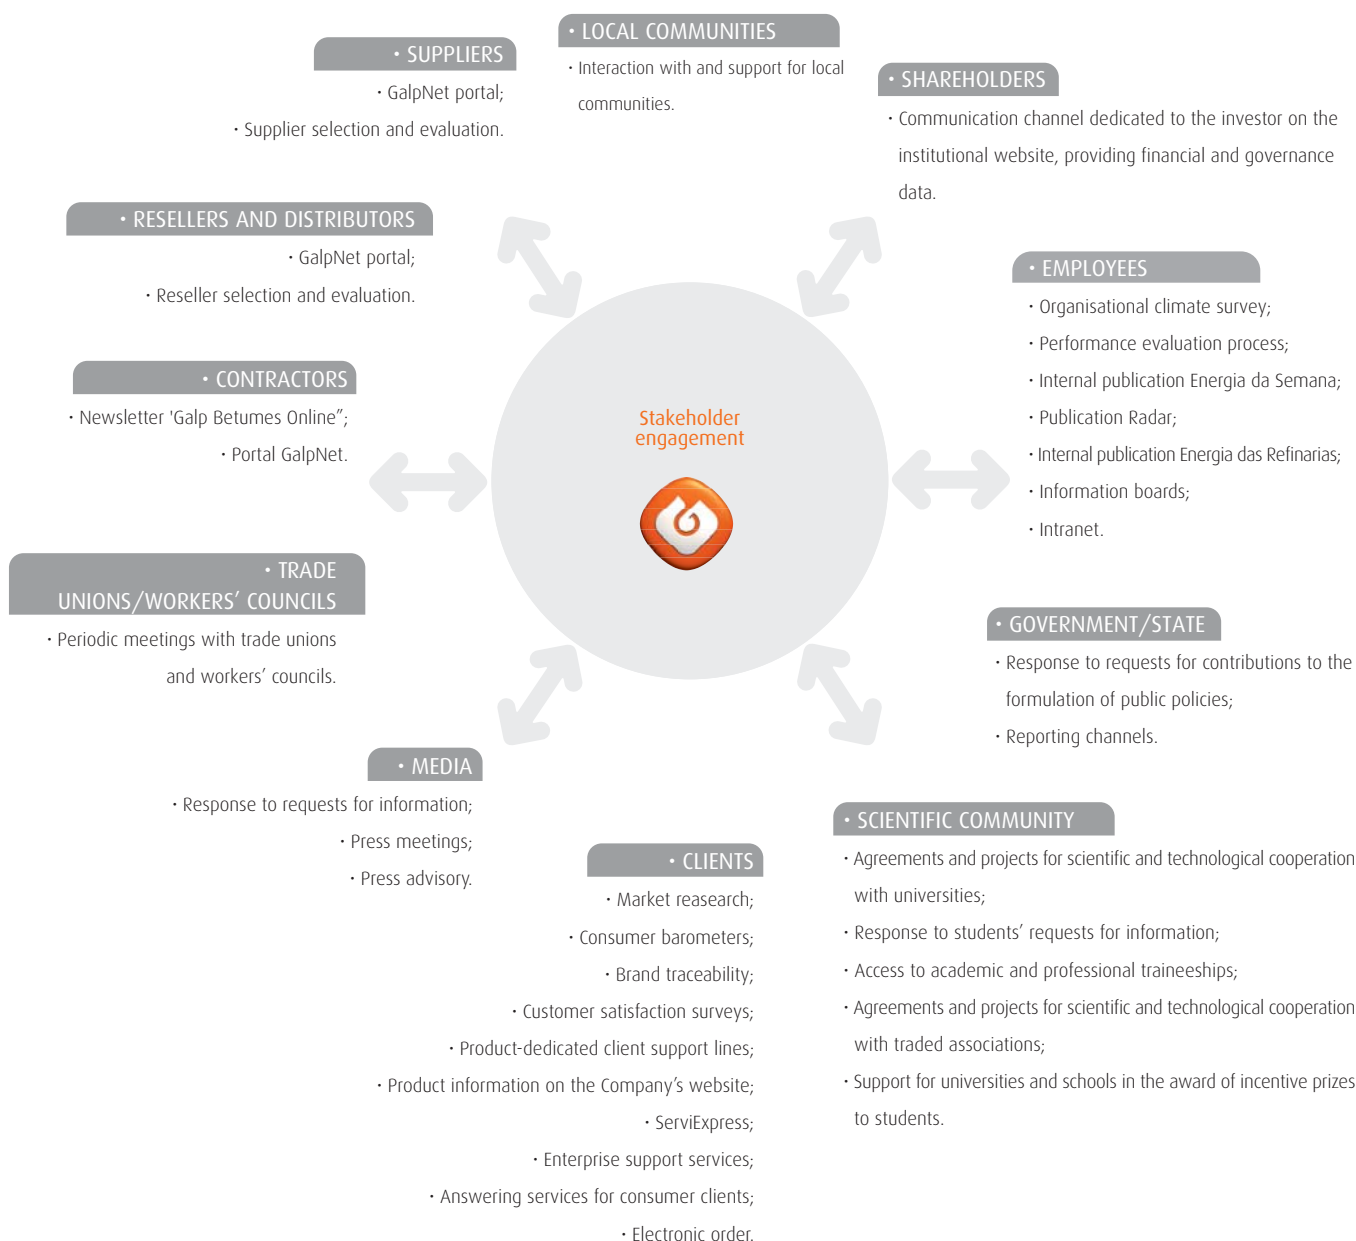 • SUPPLIERS
• GalpNet portal;
• Supplier selection and evaluation.
• LOCAL COMMUNITIES
• Interaction with and support for local
communities.
• SHAREHOLDERS
• Communication channel dedicated to the investor on the
institutional website, providing financial and governance
data.
• RESELLERS AND DISTRIBUTORS
• GalpNet portal;
• Reseller selection and evaluation.
• EMPLOYEES
• Organisational climate survey;
• Performance evaluation process;
• Internal publication Energia da Semana;
• Publication Radar;
• Internal publication Energia das Refinarias;
• Information boards;
• Intranet.
• CONTRACTORS
• Newsletter 'Galp Betumes Online”;
• Portal GalpNet.
Stakeholder
engagement
• TRADE
UNIONS/WORKERS’ COUNCILS
• Periodic meetings with trade unions
and workers’ councils.
• GOVERNMENT/STATE
• Response to requests for contributions to the
formulation of public policies;
• Reporting channels.
• MEDIA
• Response to requests for information;
• Press meetings;
• Press advisory.
• CLIENTS
• Market reasearch;
• Consumer barometers;
• Brand traceability;
• Customer satisfaction surveys;
• Product-dedicated client support lines;
• Product information on the Company’s website;
• ServiExpress;
• Enterprise support services;
• Answering services for consumer clients;
• Electronic order.
• SCIENTIFIC COMMUNITY
• Agreements and projects for scientific and technological cooperation
with universities;
• Response to students’ requests for information;
• Access to academic and professional traineeships;
• Agreements and projects for scientific and technological cooperation
with traded associations;
• Support for universities and schools in the award of incentive prizes
to students.